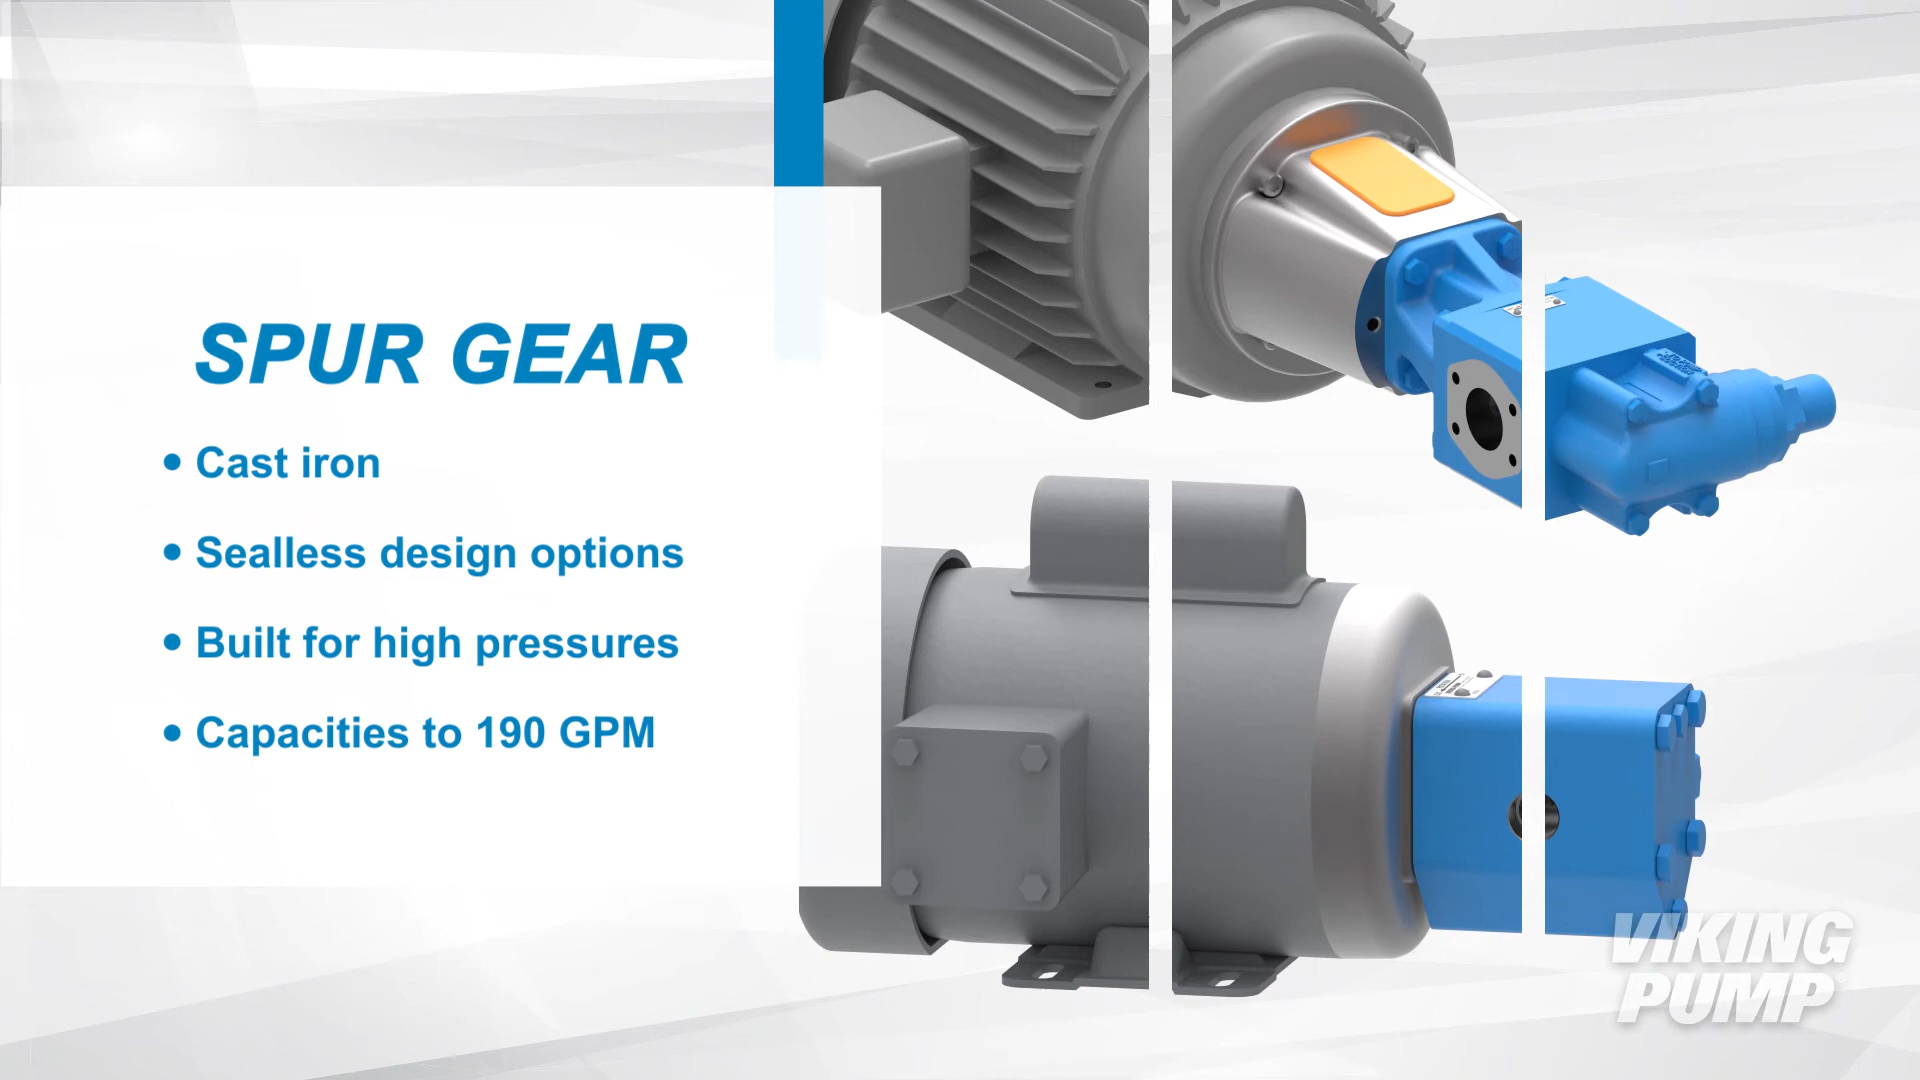 SPUR GEAR
• Cast iron
• Sealless design options
• Built for high pressures
• Capacities to 190 GPM
VIKING
PUMP